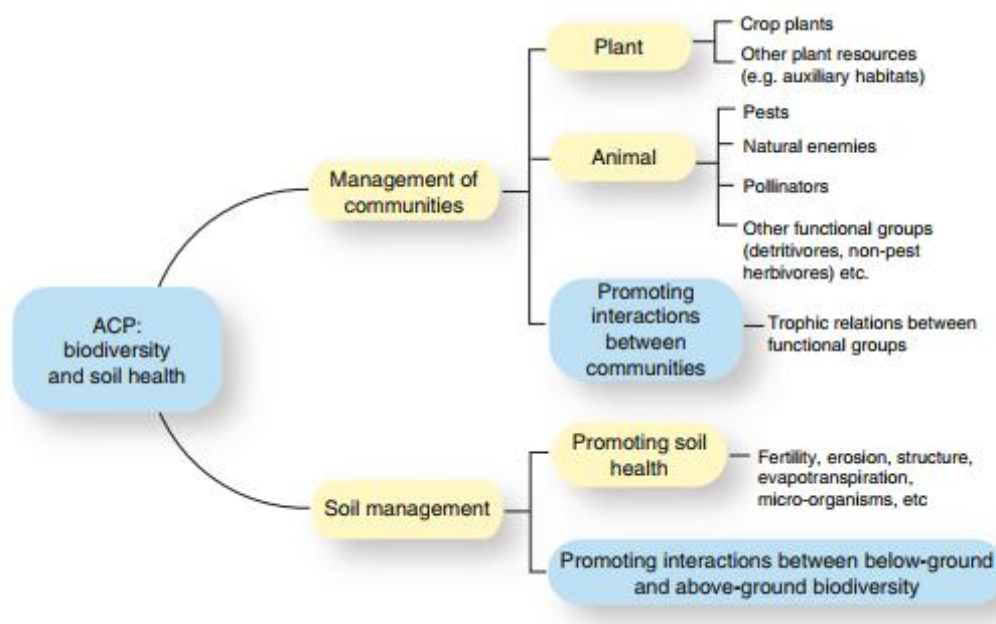 ACP:
biodiversity
and soil health
Management of
communities
Plant
Crop plants
Other plant resources
(e.g. auxiliary habitats)
Animal
Pests
Natural enemies
Pollinators
Other functional groups
(detritivores, non-pest
herbivores) etc.
Promoting
interactions
between
communities
Trophic relations between
functional groups
Soil management
Promoting soil
health
Fertility, erosion, structure,
evapotranspiration,
micro-organisms, etc
Promoting interactions between below-ground
and above-ground biodiversity